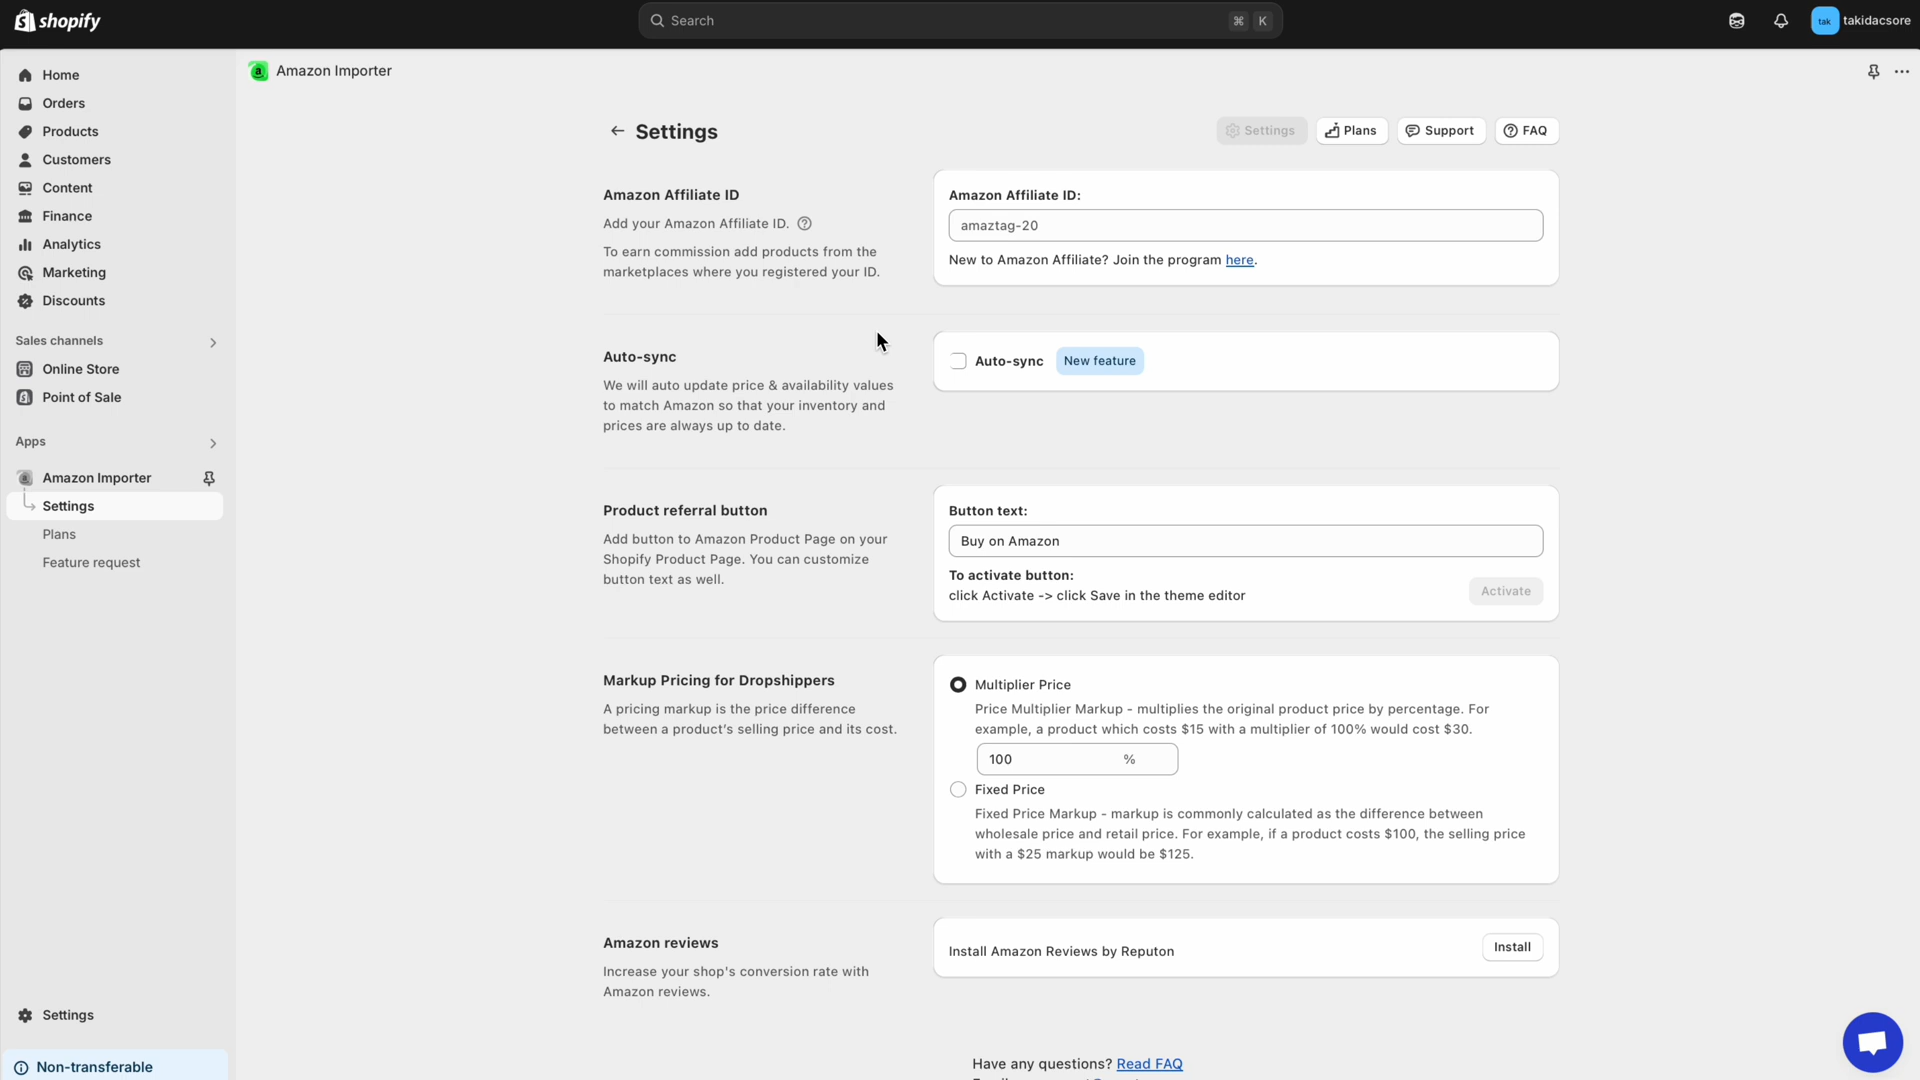 shopify
Search
⌘ K
tak
takidacsore
Home
Orders
Products
Customers
Content
Finance
Analytics
Marketing
Discounts
Sales channels
Online Store
Point of Sale
Apps
Amazon Importer
Settings
Plans
Feature request
Settings
Non-transferable
Amazon Importer
Settings
Settings
Plans
Support
FAQ
Amazon Affiliate ID
Add your Amazon Affiliate ID.
To earn commission add products from the
marketplaces where you registered your ID.
Amazon Affiliate ID:
amaztag-20
New to Amazon Affiliate? Join the program here.
Auto-sync
We will auto update price & availability values
to match Amazon so that your inventory and
prices are always up to date.
Auto-sync New feature
Product referral button
Add button to Amazon Product Page on your
Shopify Product Page. You can customize
button text as well.
Button text:
Buy on Amazon
To activate button:
click Activate -> click Save in the theme editor
Activate
Markup Pricing for Dropshippers
A pricing markup is the price difference
between a product's selling price and its cost.
Multiplier Price
Price Multiplier Markup - multiplies the original product price by percentage. For
example, a product which costs $15 with a multiplier of 100% would cost $30.
100 %
Fixed Price
Fixed Price Markup - markup is commonly calculated as the difference between
wholesale price and retail price. For example, if a product costs $100, the selling price
with a $25 markup would be $125.
Amazon reviews
Increase your shop's conversion rate with
Amazon reviews.
Install Amazon Reviews by Reputon
Install
Have any questions? Read FAQ